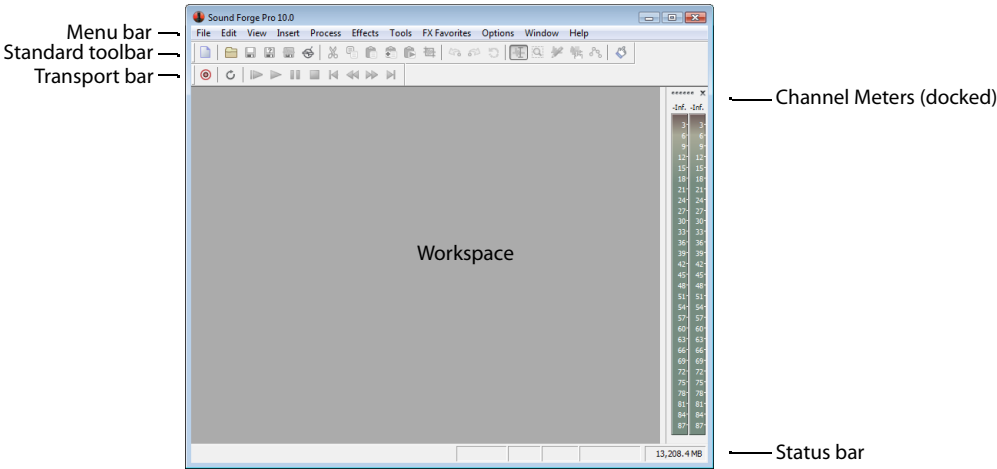 Sound Forge Pro 10.0
Menu bar
File Edit View Insert Process Effects Tools FX Favorites Options Window Help
Standard toolbar
Transport bar
Channel Meters (docked)
-Inf. -Inf.
3 3
6 6
9 9
12 12
15 15
18 18
21 21
24 24
27 27
30 30
33 33
36 36
39 39
42 42
45 45
48 48
51 51
54 54
57 57
60 60
63 63
66 66
69 69
72 72
75 75
78 78
81 81
84 84
87 87
Workspace
13,208.4 MB
Status bar